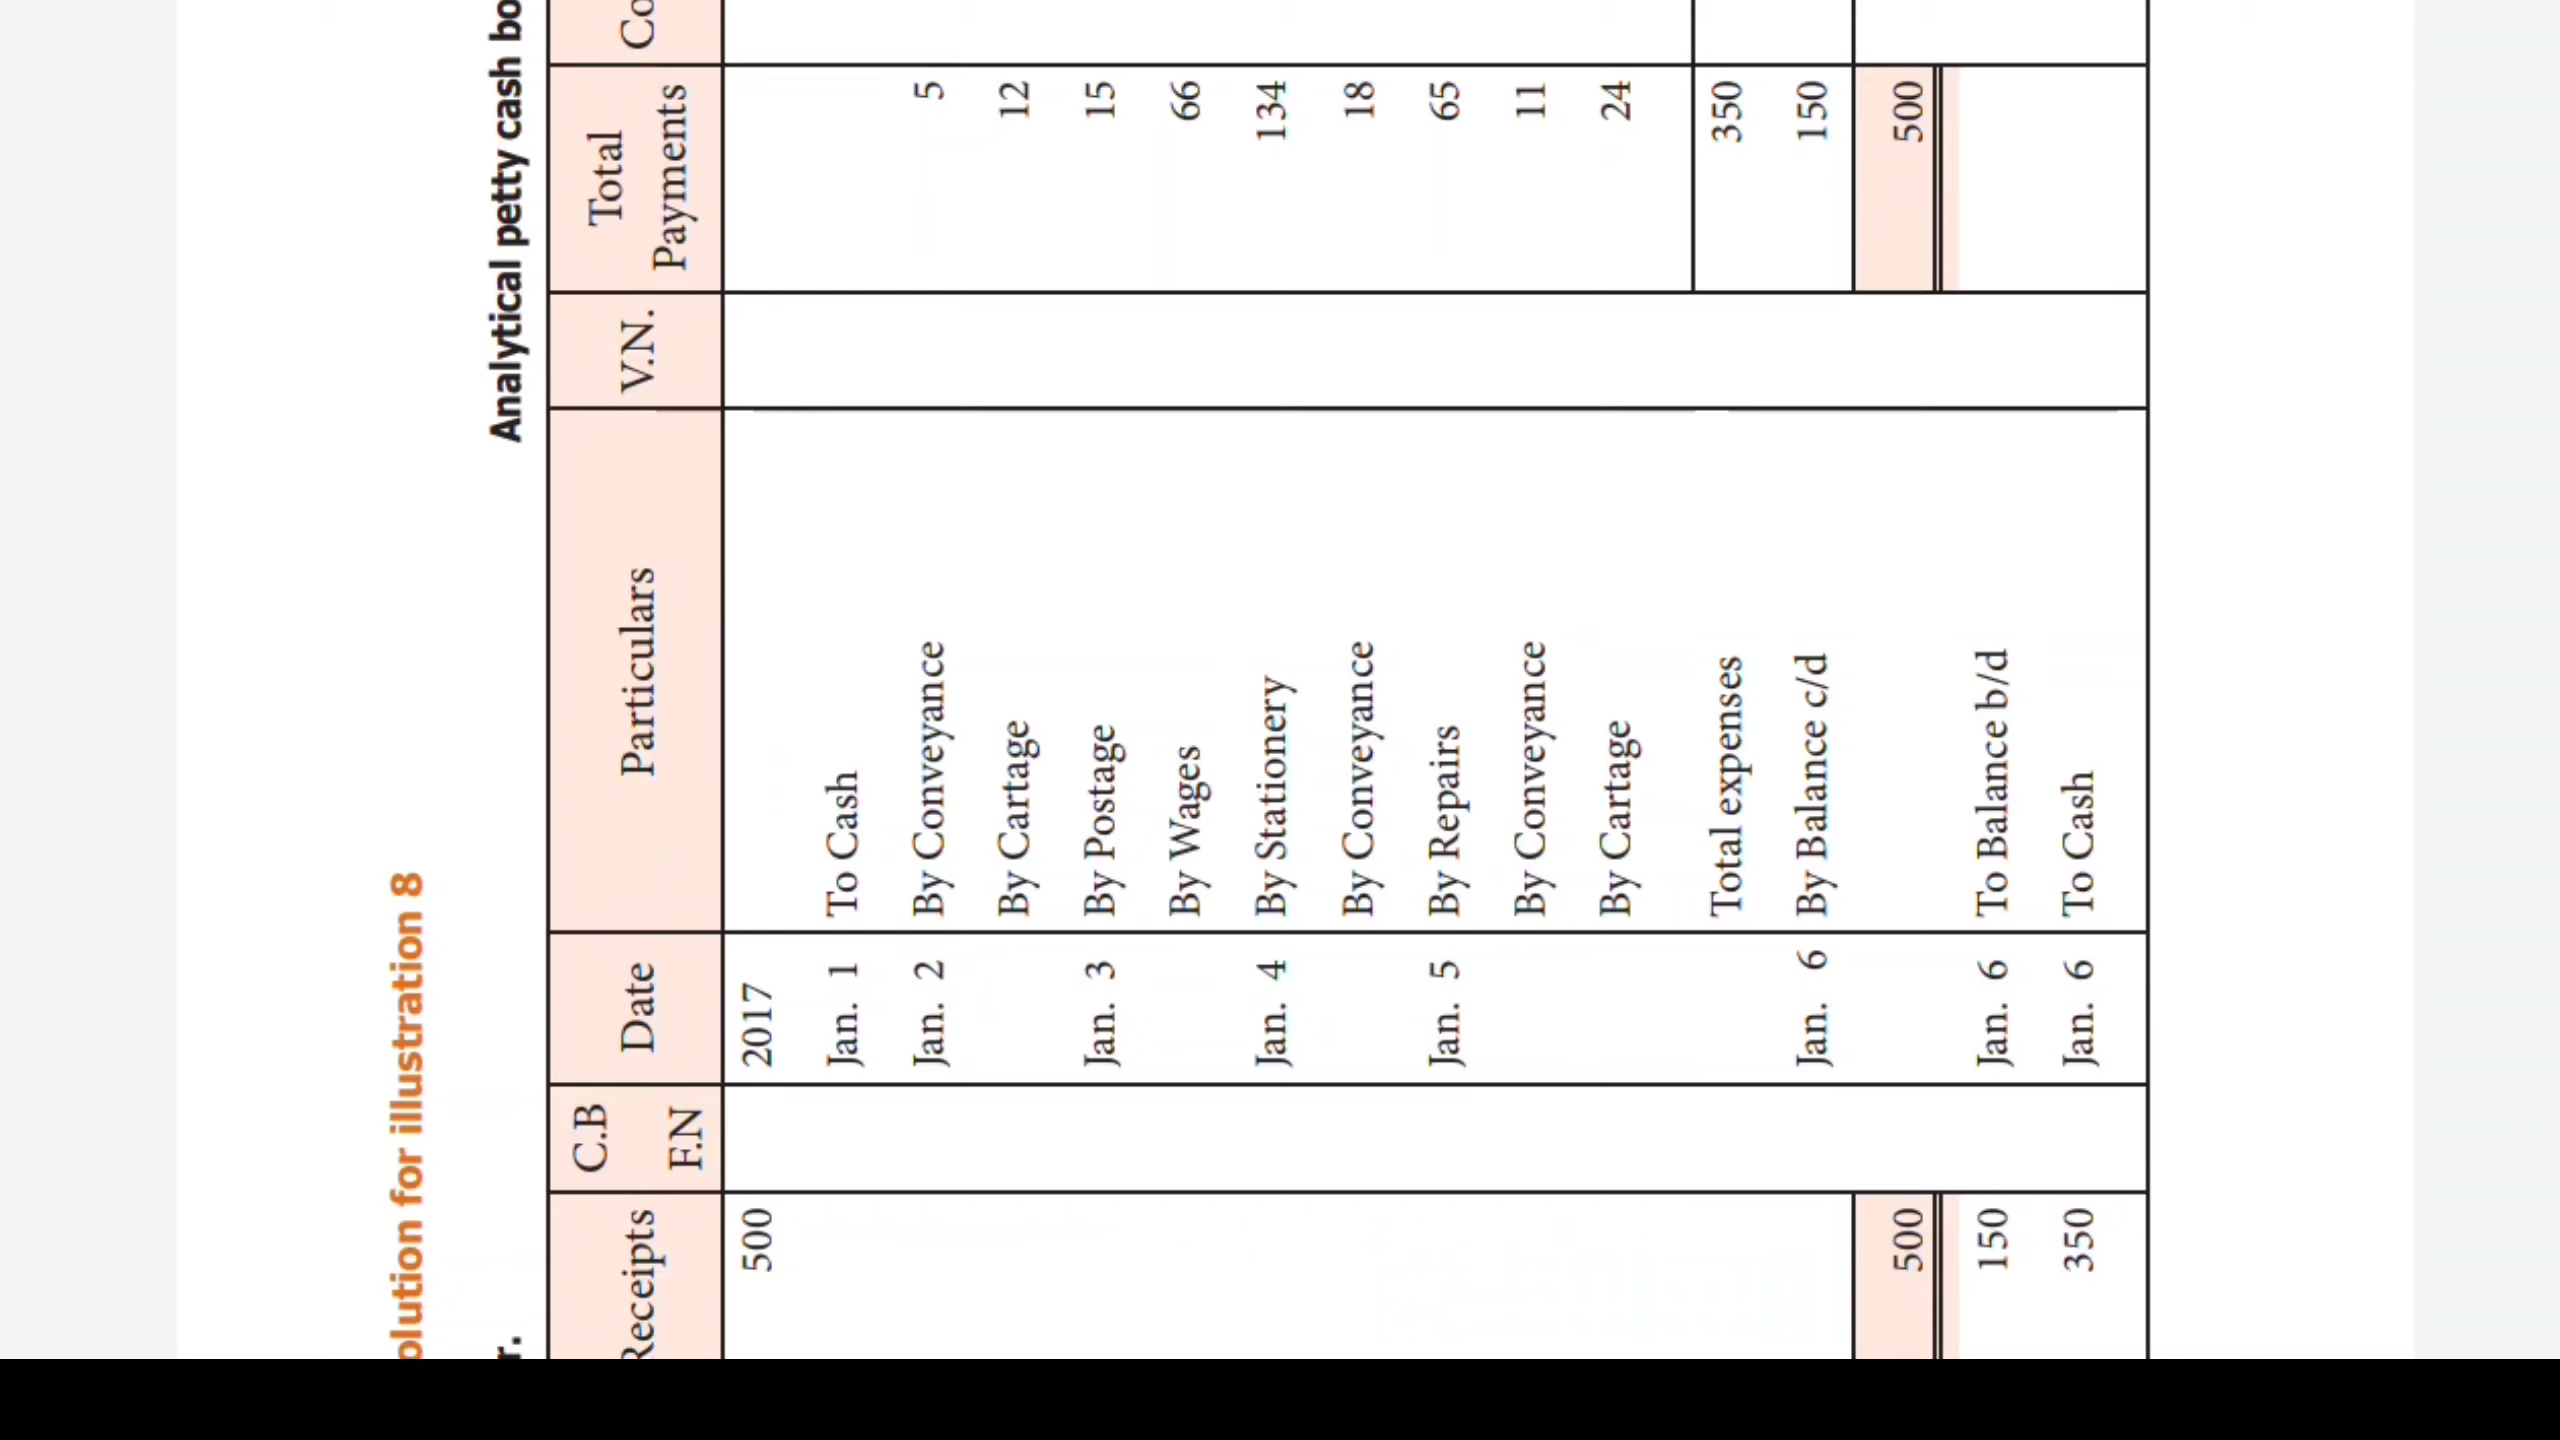 olution for illustration 8
r. Analytical petty cash bo
Receipts C.B F.N Date Particulars V.N. Total Payments Co
500 2017
Jan. 1 To Cash
Jan. 2 By Conveyance 5
By Cartage 12
Jan. 3 By Postage 15
By Wages 66
Jan. 4 By Stationery 134
By Conveyance 18
Jan. 5 By Repairs 65
By Conveyance 11
By Cartage 24
Total expenses 350
Jan. 6 By Balance c/d 150
500 500
150 Jan. 6 To Balance b/d
350 Jan. 6 To Cash